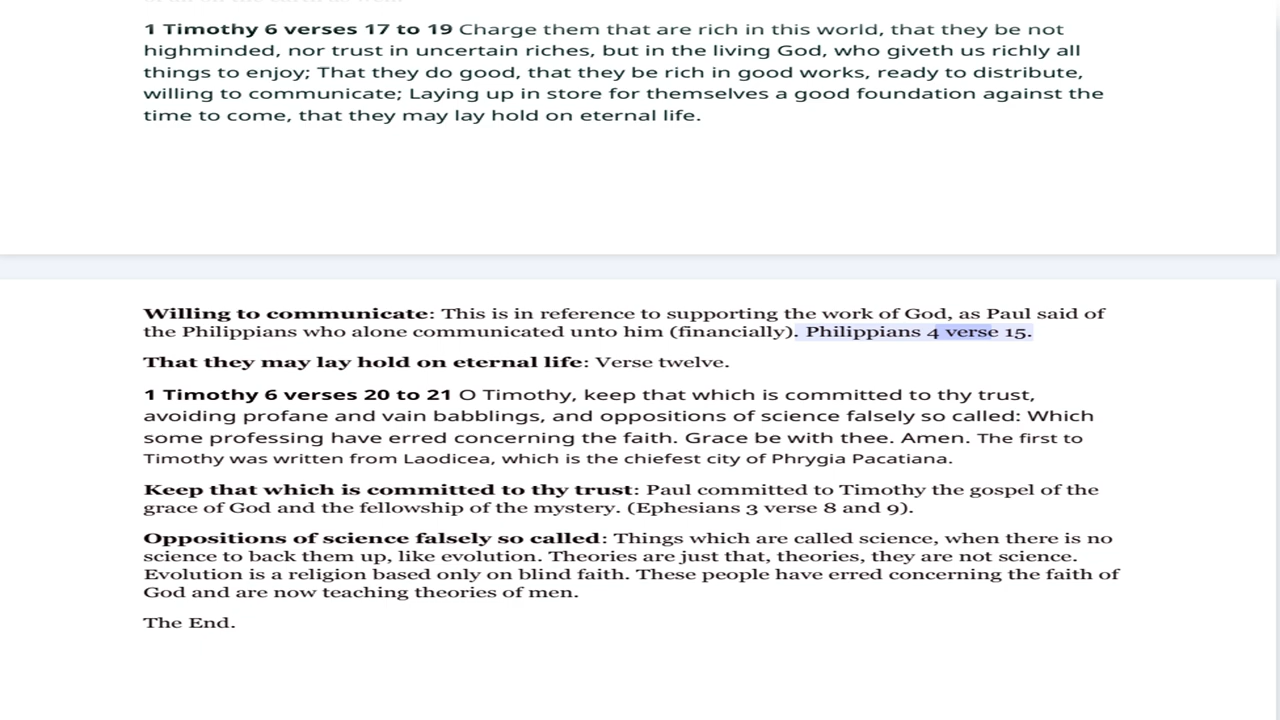 1 Timothy 6 verses 17 to 19 Charge them that are rich in this world, that they be not
highminded, nor trust in uncertain riches, but in the living God, who giveth us richly all
things to enjoy; That they do good, that they be rich in good works, ready to distribute,
willing to communicate; Laying up in store for themselves a good foundation against the
time to come, that they may lay hold on eternal life.
Willing to communicate: This is in reference to supporting the work of God, as Paul said of
the Philippians who alone communicated unto him (financially). Philippians 4 verse 15.
That they may lay hold on eternal life: Verse twelve.
1 Timothy 6 verses 20 to 21 O Timothy, keep that which is committed to thy trust,
avoiding profane and vain babblings, and oppositions of science falsely so called: Which
some professing have erred concerning the faith. Grace be with thee. Amen. The first to
Timothy was written from Laodicea, which is the chiefest city of Phrygia Pacatiana.
Keep that which is committed to thy trust: Paul committed to Timothy the gospel of the
grace of God and the fellowship of the mystery. (Ephesians 3 verse 8 and 9).
Oppositions of science falsely so called: Things which are called science, when there is no
science to back them up, like evolution. Theories are just that, theories, they are not science.
Evolution is a religion based only on blind faith. These people have erred concerning the faith of
God and are now teaching theories of men.
The End.